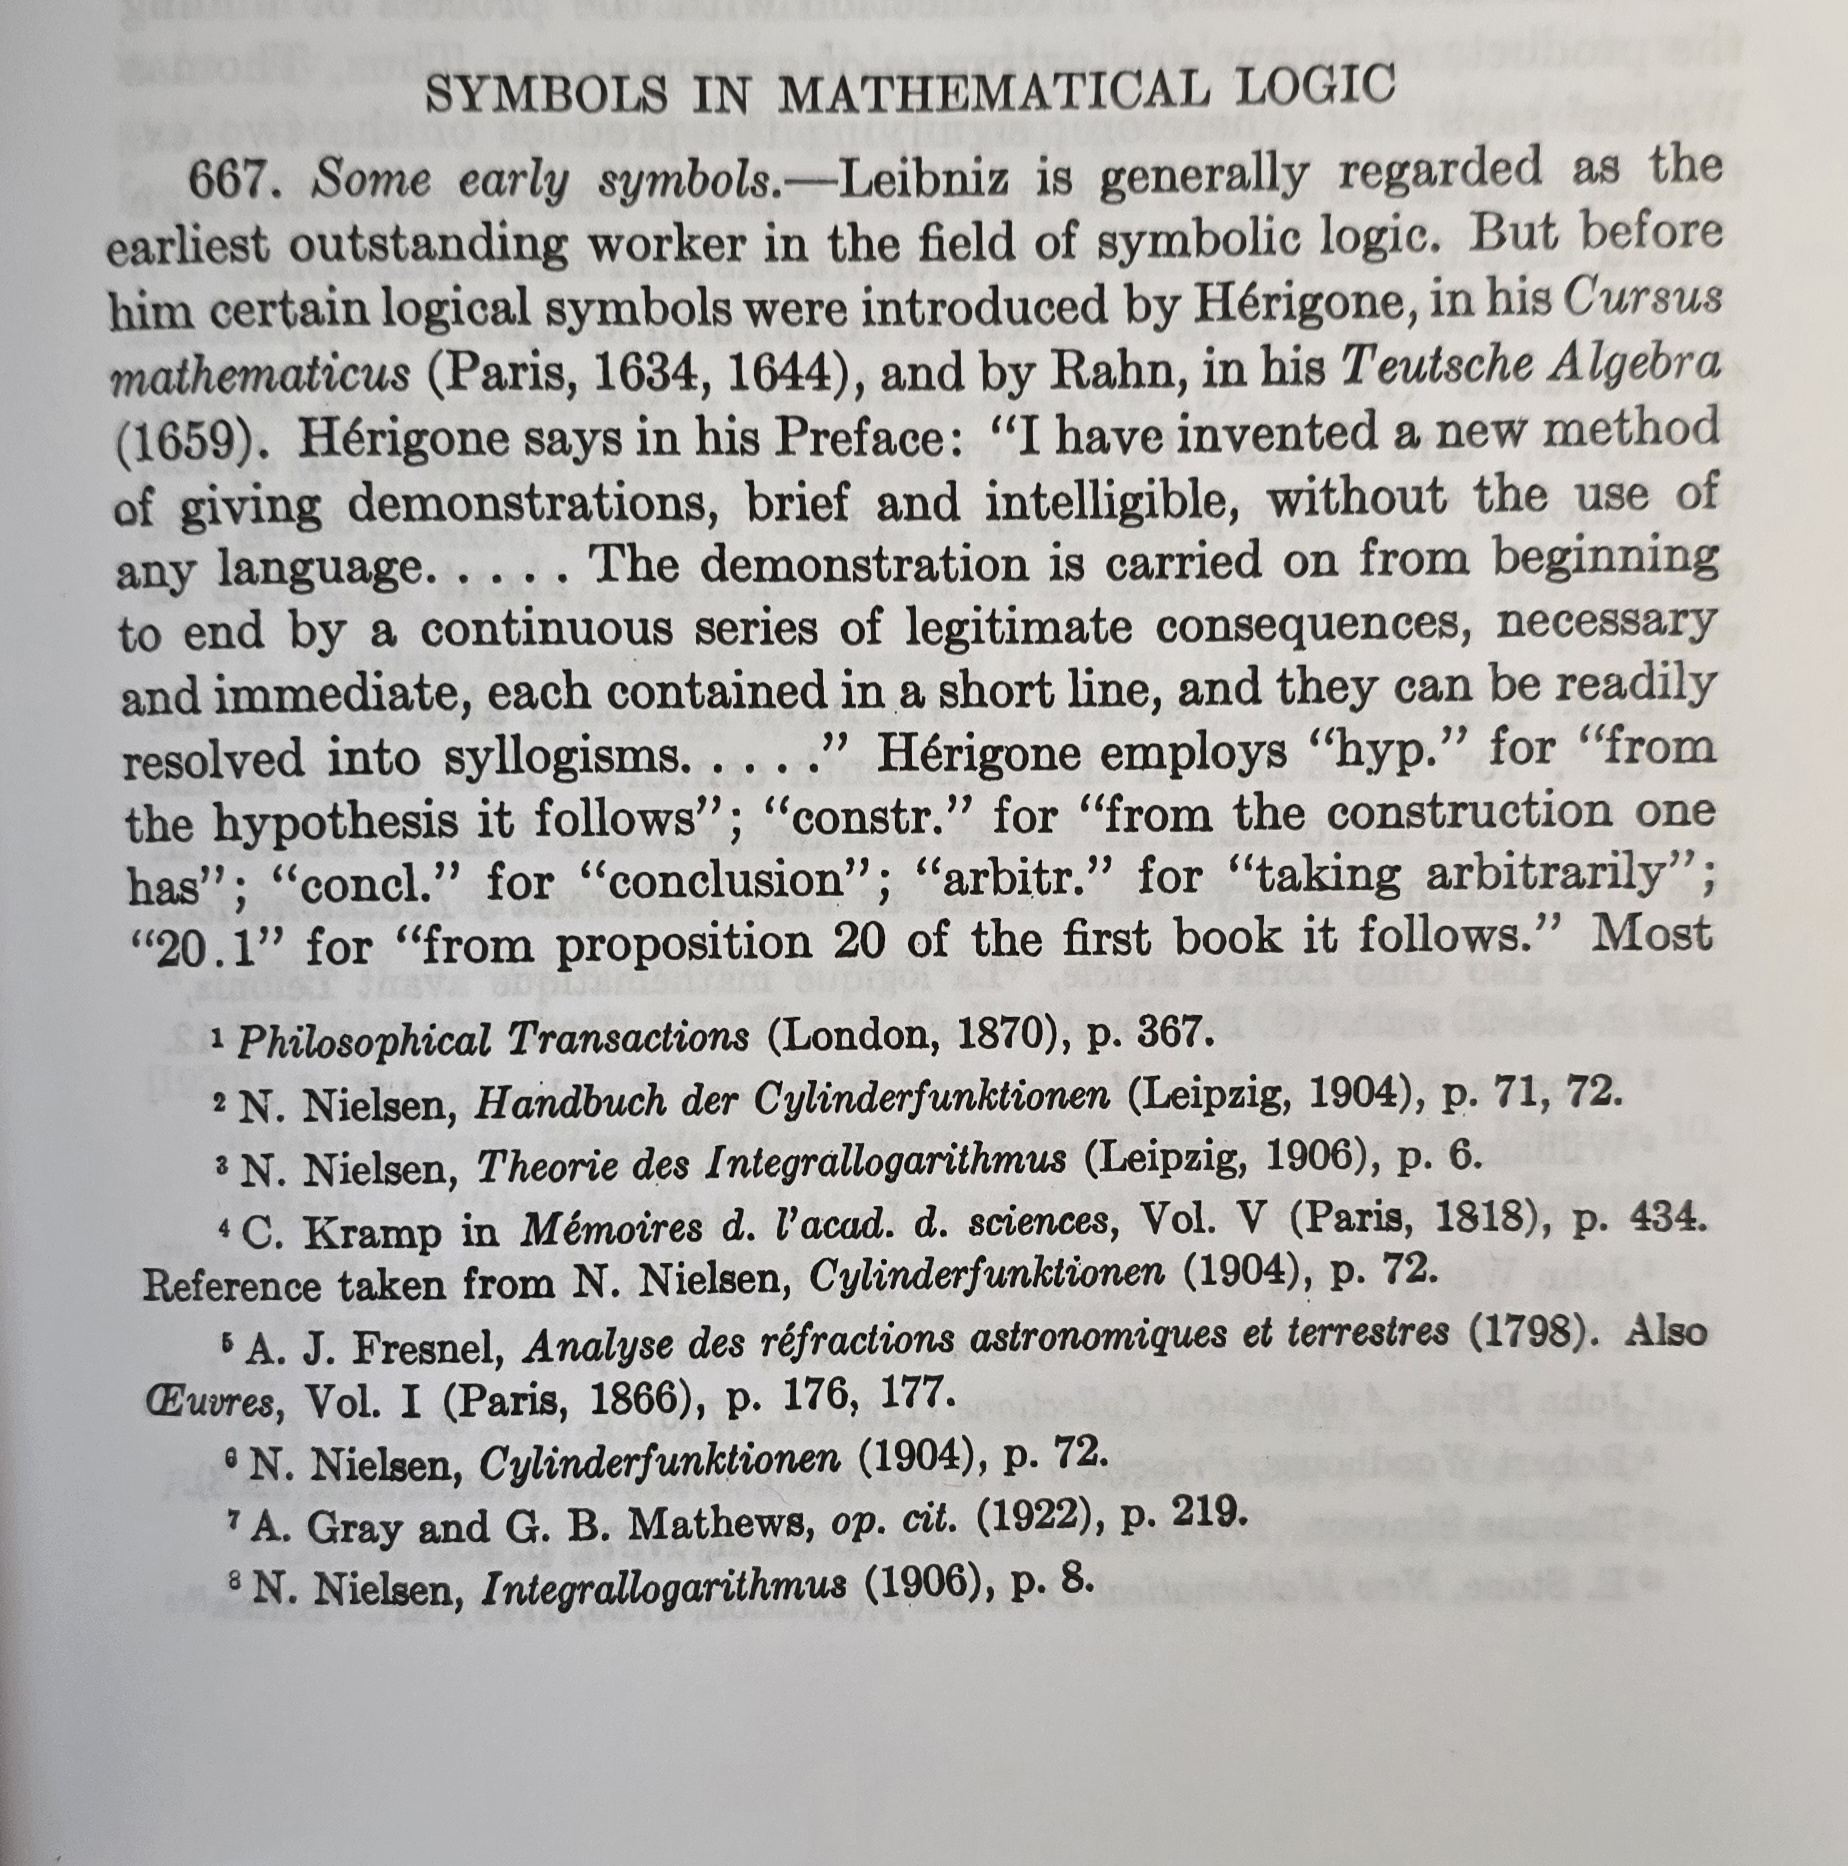 SYMBOLS IN MATHEMATICAL LOGIC
667. Some early symbols.—Leibniz is generally regarded as the
earliest outstanding worker in the field of symbolic logic. But before
him certain logical symbols were introduced by Hérigone, in his Cursus
mathematicus (Paris, 1634, 1644), and by Rahn, in his Teutsche Algebra
(1659). Hérigone says in his Preface: “I have invented a new method
of giving demonstrations, brief and intelligible, without the use of
any language. . . . . The demonstration is carried on from beginning
to end by a continuous series of legitimate consequences, necessary
and immediate, each contained in a short line, and they can be readily
resolved into syllogisms. . . . .” Hérigone employs “hyp.” for “from
the hypothesis it follows”; “constr.” for “from the construction one
has”; “concl.” for “conclusion”; “arbitr.” for “taking arbitrarily”;
“20.1” for “from proposition 20 of the first book it follows.” Most
¹ Philosophical Transactions (London, 1870), p. 367.
² N. Nielsen, Handbuch der Cylinderfunktionen (Leipzig, 1904), p. 71, 72.
³ N. Nielsen, Theorie des Integrallogarithmus (Leipzig, 1906), p. 6.
⁴ C. Kramp in Mémoires d. l’acad. d. sciences, Vol. V (Paris, 1818), p. 434.
Reference taken from N. Nielsen, Cylinderfunktionen (1904), p. 72.
⁵ A. J. Fresnel, Analyse des réfractions astronomiques et terrestres (1798). Also
Œuvres, Vol. I (Paris, 1866), p. 176, 177.
⁶ N. Nielsen, Cylinderfunktionen (1904), p. 72.
⁷ A. Gray and G. B. Mathews, op. cit. (1922), p. 219.
⁸ N. Nielsen, Integrallogarithmus (1906), p. 8.